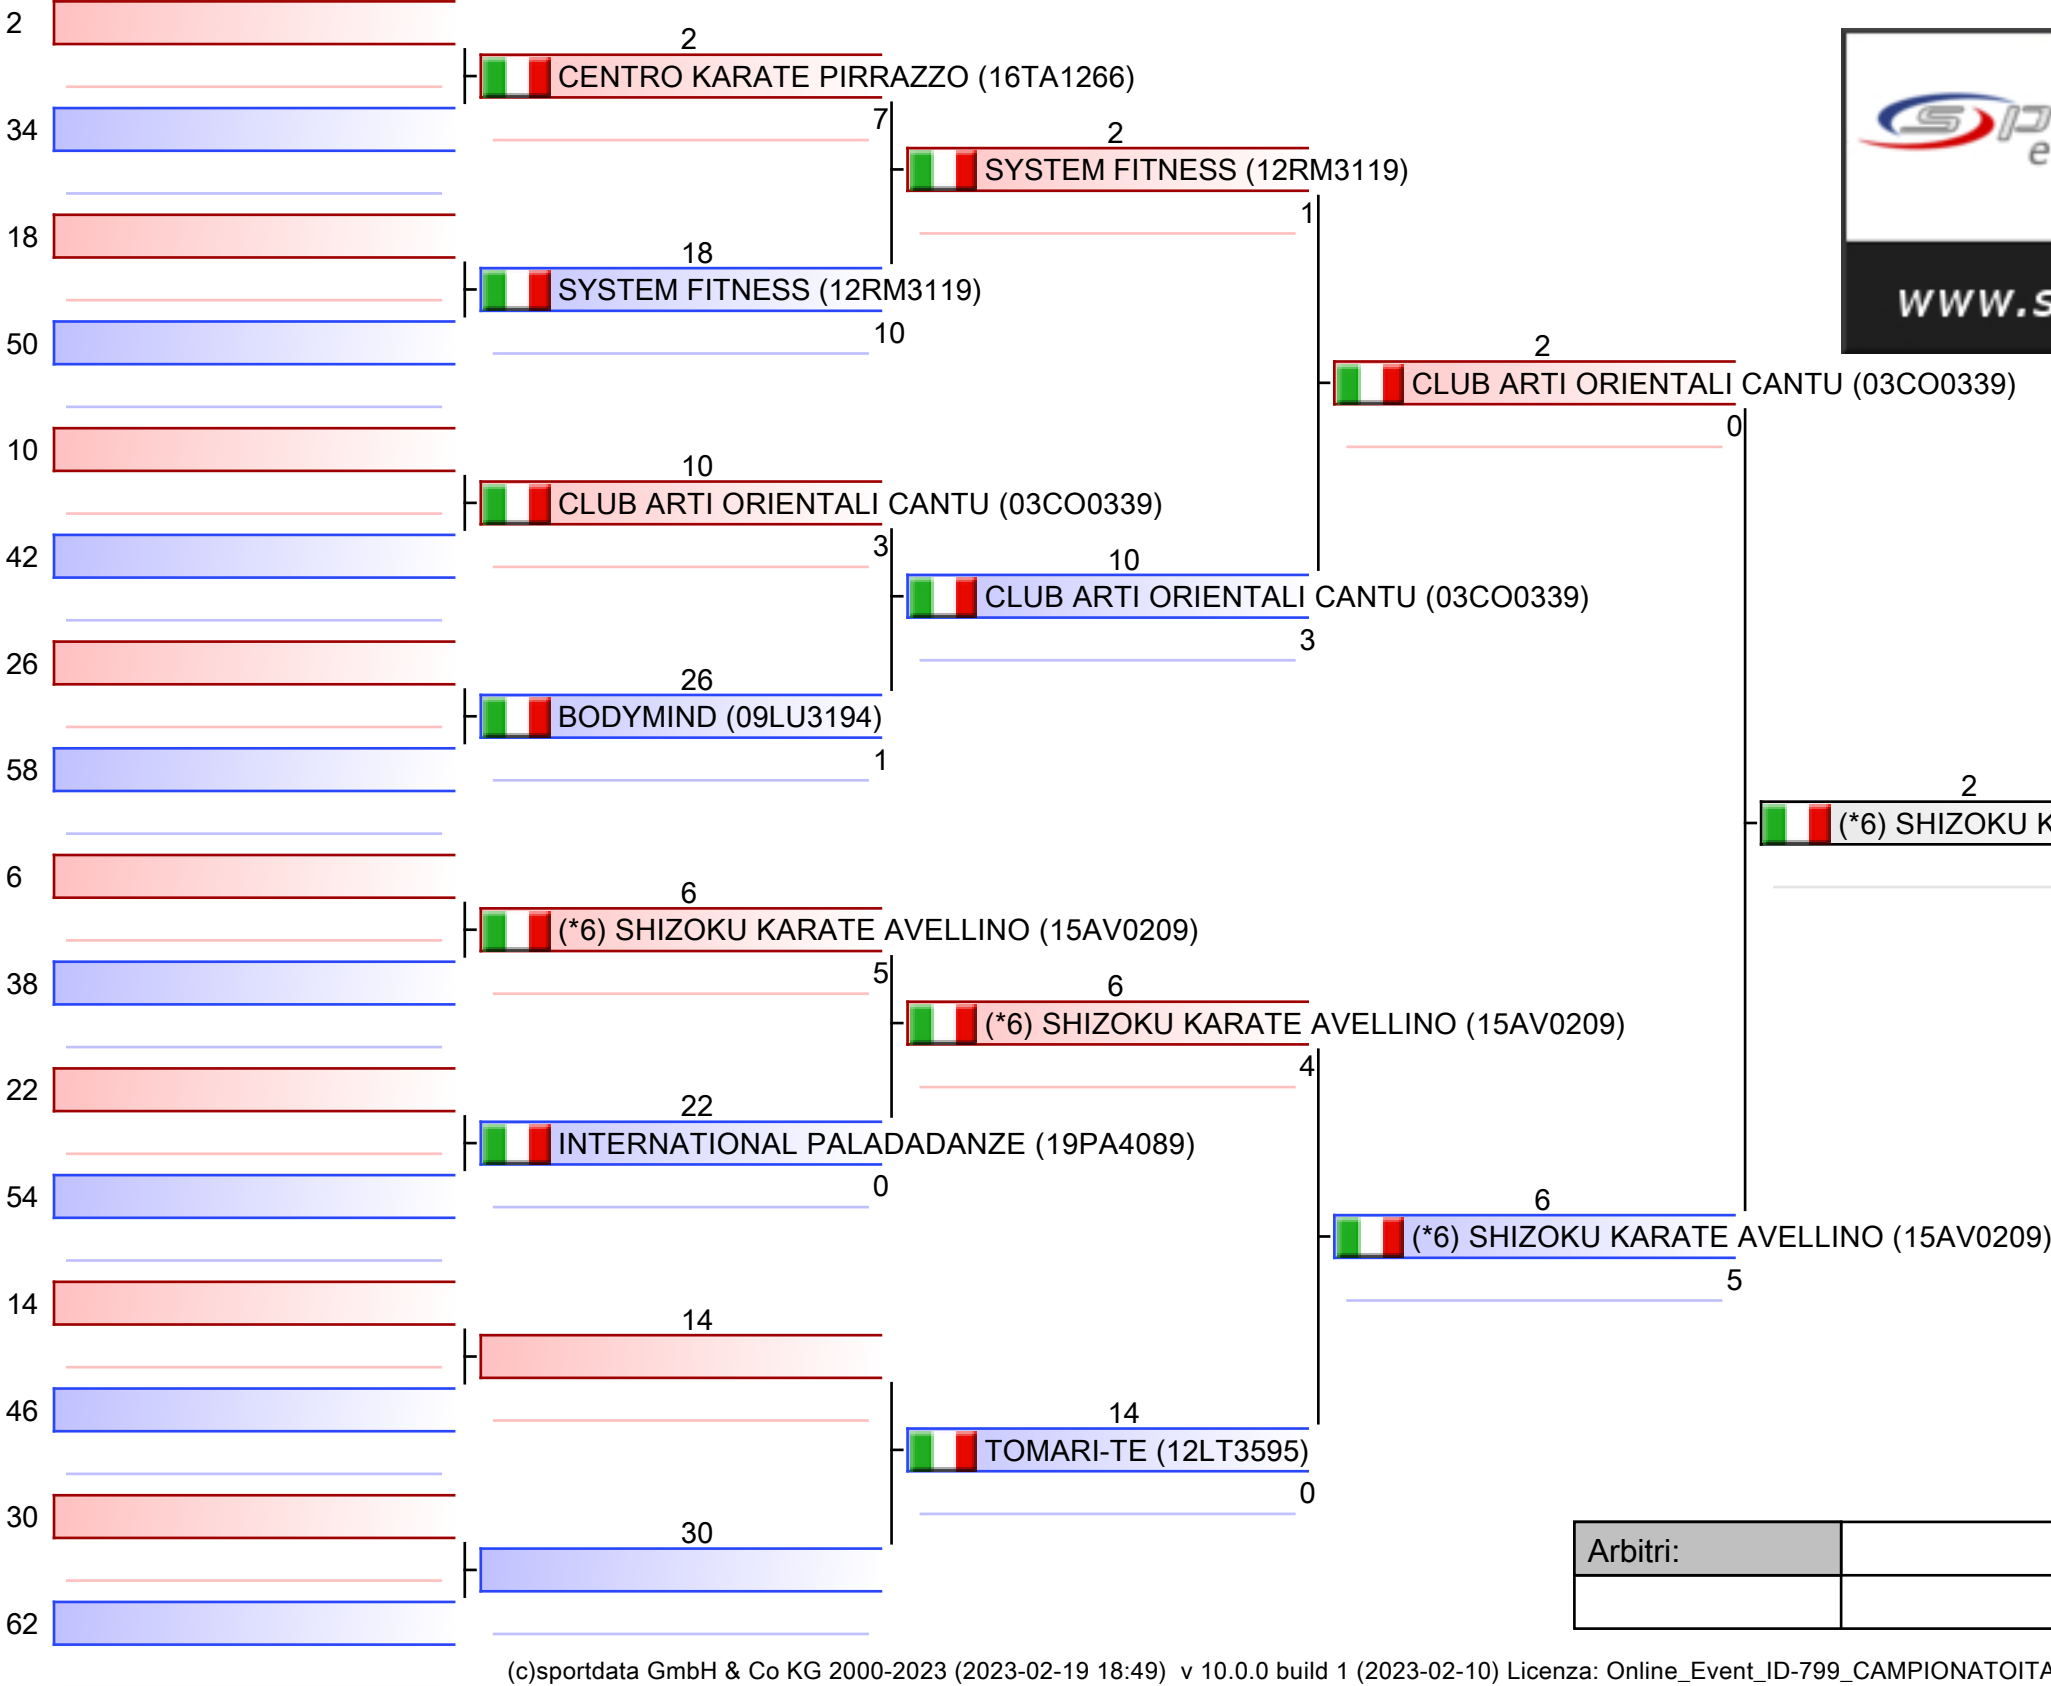 2
34
18
50
10
42
26
58
6
38
22
54
14
46
30
62
2
CENTRO KARATE PIRRAZZO (16TA1266)
7
18
SYSTEM FITNESS (12RM3119)
10
10
CLUB ARTI ORIENTALI CANTU (03CO0339)
3
26
BODYMIND (09LU3194)
1
6
(*6) SHIZOKU KARATE AVELLINO (15AV0209)
5
22
INTERNATIONAL PALADADANZE (19PA4089)
0
14
30
2
SYSTEM FITNESS (12RM3119)
1
10
CLUB ARTI ORIENTALI CANTU (03CO0339)
3
6
(*6) SHIZOKU KARATE AVELLINO (15AV0209)
4
14
TOMARI-TE (12LT3595)
0
2
CLUB ARTI ORIENTALI CANTU (03CO0339)
0
6
(*6) SHIZOKU KARATE AVELLINO (15AV0209)
5
2
(*6) SHIZOKU K
sp
e
www.s
Arbitri:
(c)sportdata GmbH & Co KG 2000-2023 (2023-02-19 18:49) v 10.0.0 build 1 (2023-02-10) Licenza: Online_Event_ID-799_CAMPIONATOITA